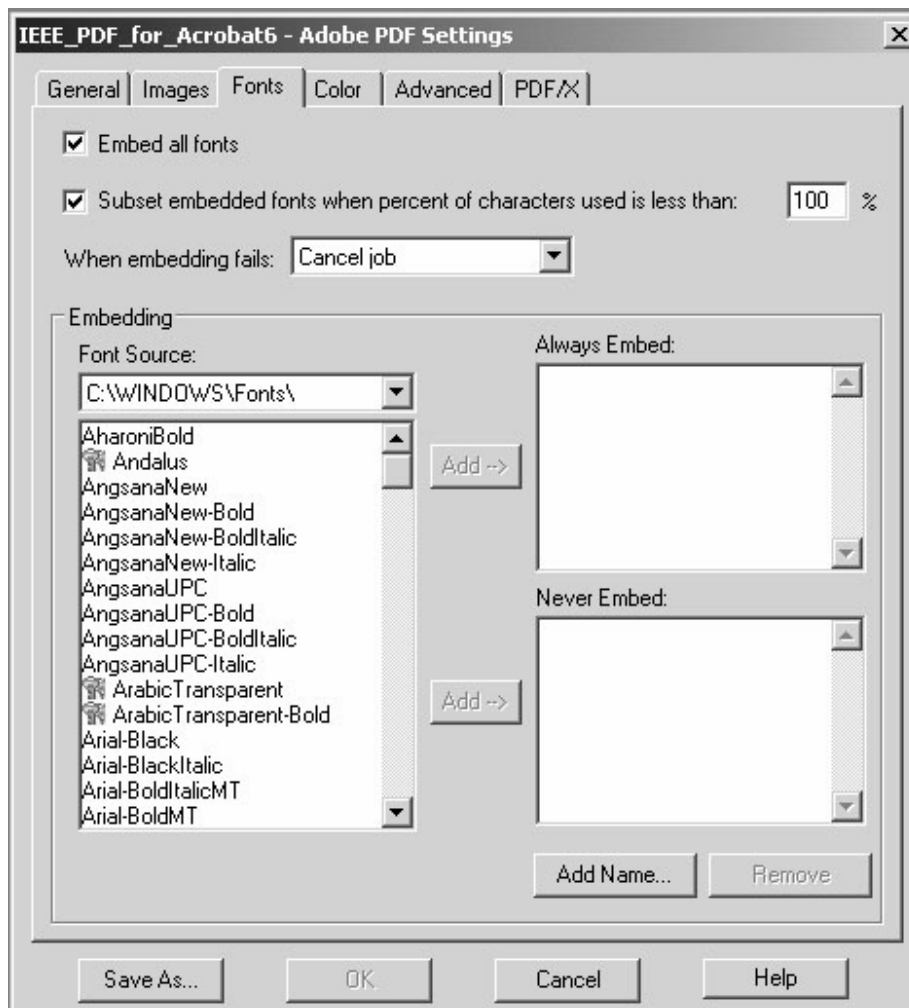 IEEE_PDF_for_Acrobat6 - Adobe PDF Settings
General Images Fonts Color Advanced PDF/X
Embed all fonts
Subset embedded fonts when percent of characters used is less than: 100 %
When embedding fails: Cancel job
Embedding
Font Source:
C:\WINDOWS\Fonts\
AharoniBold
Andalus
AngsanaNew
AngsanaNew-Bold
AngsanaNew-BoldItalic
AngsanaNew-Italic
AngsanaUPC
AngsanaUPC-Bold
AngsanaUPC-BoldItalic
AngsanaUPC-Italic
ArabicTransparent
ArabicTransparent-Bold
Arial-Black
Arial-BlackItalic
Arial-BoldItalicMT
Arial-BoldMT
Add -->
Add -->
Always Embed:
Never Embed:
Add Name... Remove
Save As... OK Cancel Help